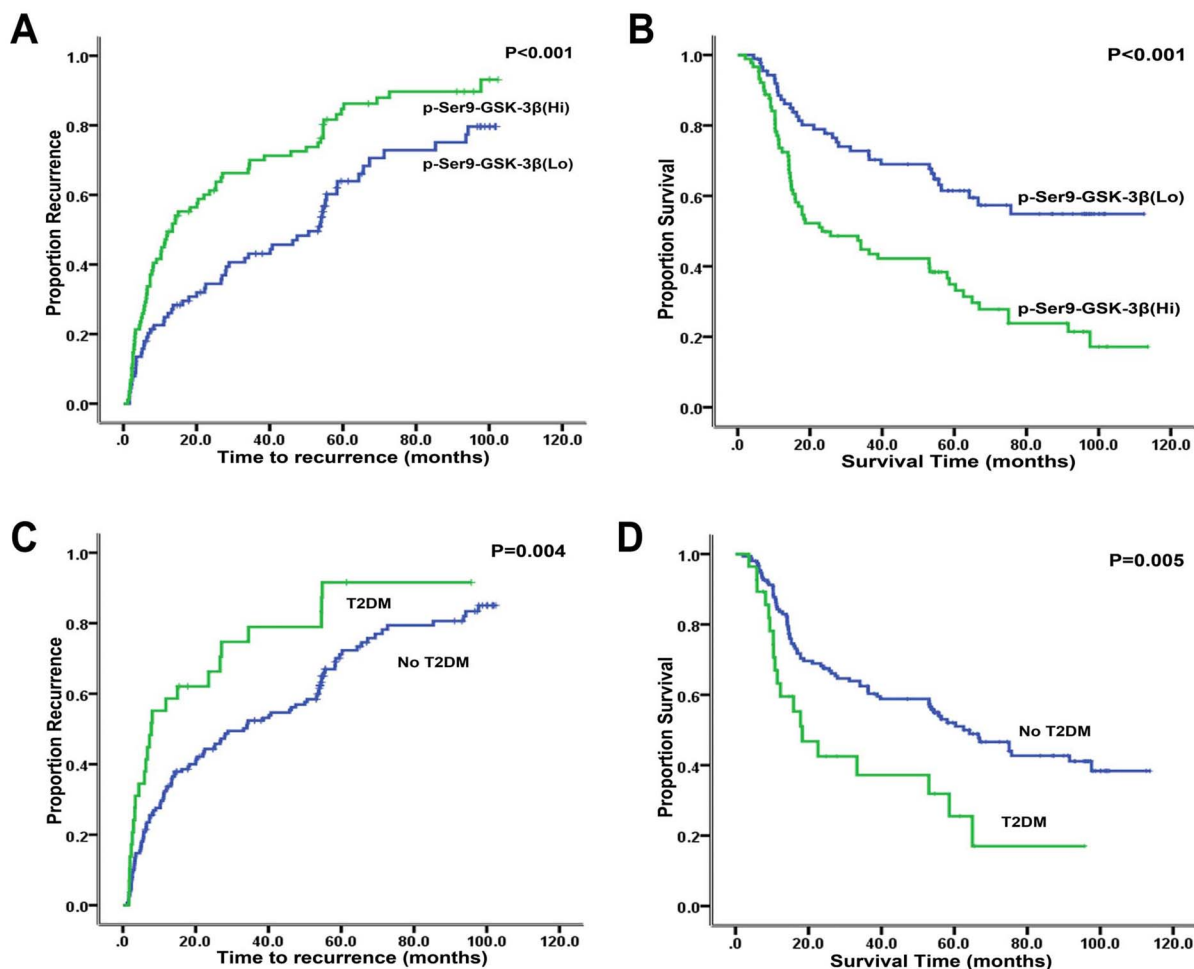 A
P<0.001
p-Ser9-GSK-3β(Hi)
p-Ser9-GSK-3β(Lo)
Proportion Recurrence
1.0
0.8
0.6
0.4
0.2
0.0
.0 20.0 40.0 60.0 80.0 100.0 120.0
Time to recurrence (months)
B
P<0.001
p-Ser9-GSK-3β(Lo)
p-Ser9-GSK-3β(Hi)
Proportion Survival
1.0
0.8
0.6
0.4
0.2
0.0
.0 20.0 40.0 60.0 80.0 100.0 120.0
Survival Time (months)
C
P=0.004
T2DM
No T2DM
Proportion Recurrence
1.0
0.8
0.6
0.4
0.2
0.0
.0 20.0 40.0 60.0 80.0 100.0 120.0
Time to recurrence (months)
D
P=0.005
No T2DM
T2DM
Proportion Survival
1.0
0.8
0.6
0.4
0.2
0.0
.0 20.0 40.0 60.0 80.0 100.0 120.0
Survival Time (months)